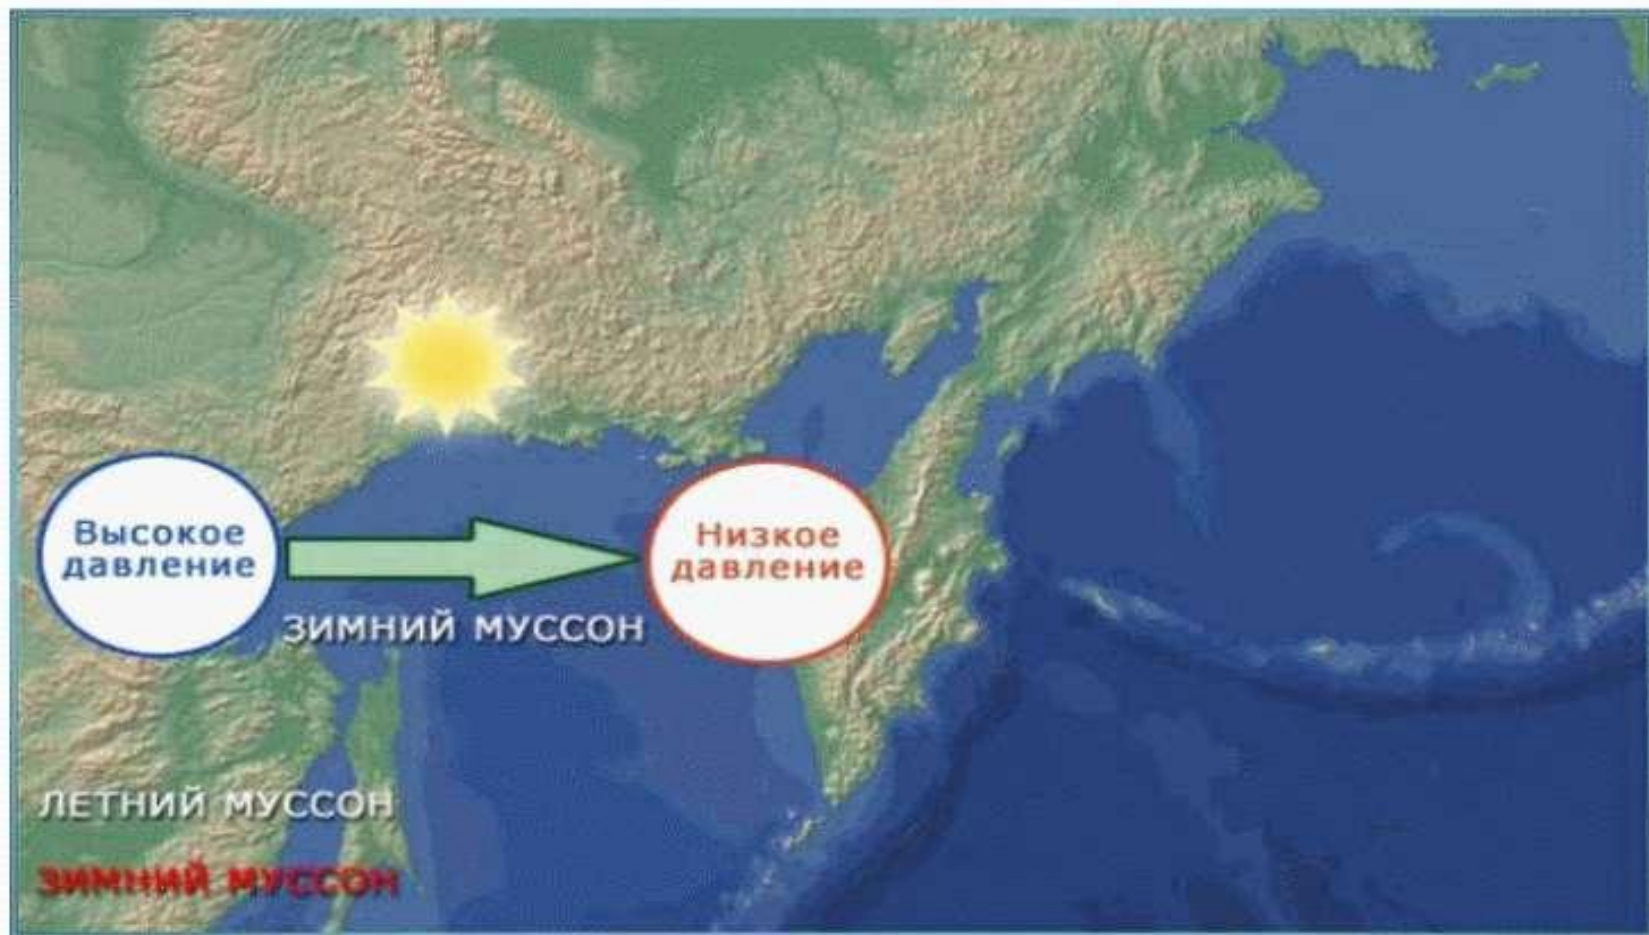 Высокое
давление
Низкое
давление
ЗИМНИЙ МУССОН
ЛЕТНИЙ МУССОН
ЗИМНИЙ МУССОН